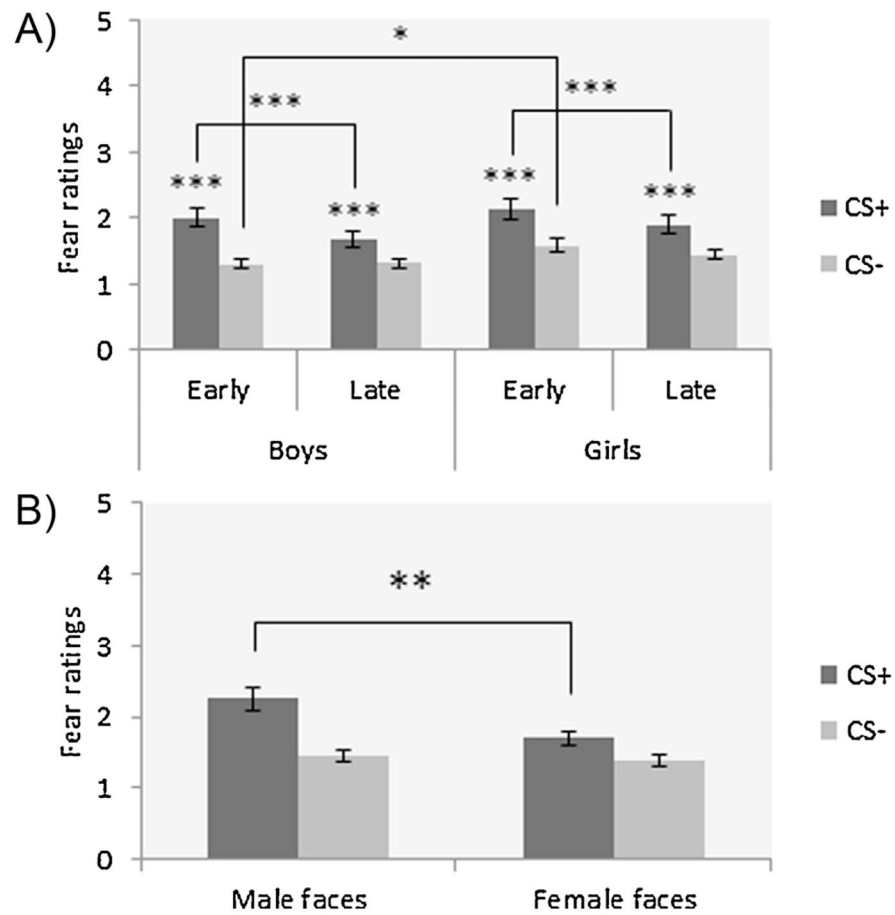 A)
5
*
4
***
***
3
***
***
***
***
2
1
0
Fear ratings
CS+
CS-
Early Late Early Late
Boys Girls
B)
5
4
**
3
2
1
0
Fear ratings
CS+
CS-
Male faces Female faces